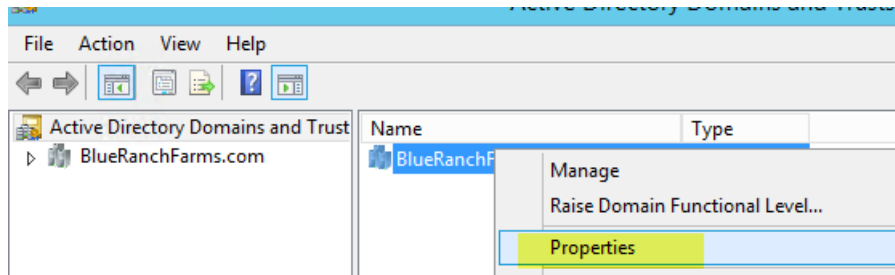 Active Directory Domains and Trusts
File Action View Help
Active Directory Domains and Trust
BlueRanchFarms.com
Name Type
BlueRanchF
Manage
Raise Domain Functional Level...
Properties